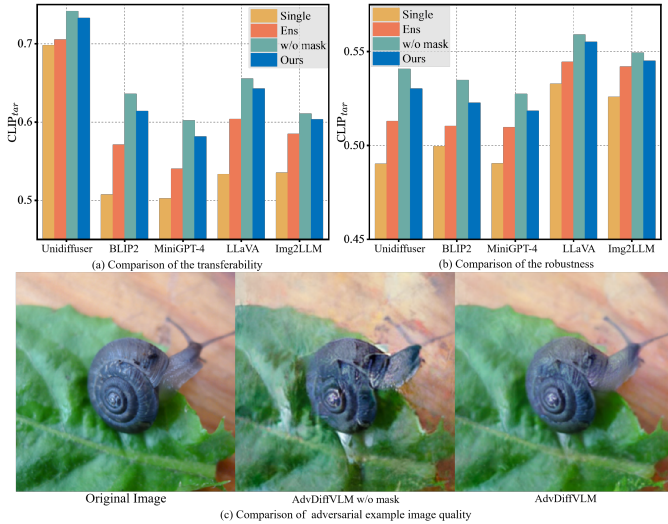 Single
Ens
w/o mask
Ours
0.7
0.6
0.5
CLIPtar
Unidiffuser BLIP2 MiniGPT-4 LLaVA Img2LLM
(a) Comparison of the transferability
Single
Ens
w/o mask
Ours
0.55
0.50
0.45
CLIPtar
Unidiffuser BLIP2 MiniGPT-4 LLaVA Img2LLM
(b) Comparison of the robustness
Original Image AdvDiffVLM w/o mask AdvDiffVLM
(c) Comparison of adversarial example image quality